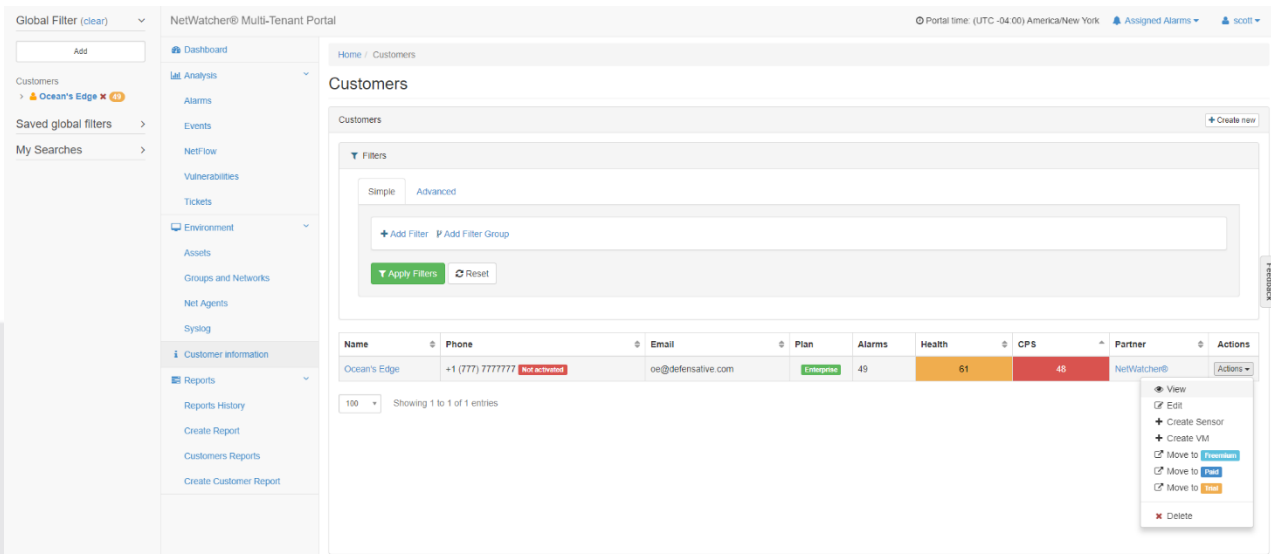 Global Filter (clear)
NetWatcher® Multi-Tenant Portal
Portal time: (UTC -04:00) America/New York
Assigned Alarms
scott
Add
Customers
Ocean's Edge 49
Saved global filters
My Searches
Dashboard
Analysis
Alarms
Events
NetFlow
Vulnerabilities
Tickets
Environment
Assets
Groups and Networks
Net Agents
Syslog
Customer information
Reports
Reports History
Create Report
Customers Reports
Create Customer Report
Home / Customers
Customers
Customers
Create new
Filters
Simple Advanced
Add Filter Add Filter Group
Apply Filters Reset
Feedback
Name Phone Email Plan Alarms Health CPS Partner Actions
Ocean's Edge +1 (777) 7777777 Not activated oe@defensative.com Enterprise 49 61 48 NetWatcher® Actions
100 Showing 1 to 1 of 1 entries
View
Edit
Create Sensor
Create VM
Move to Freemium
Move to Paid
Move to Trial
Delete